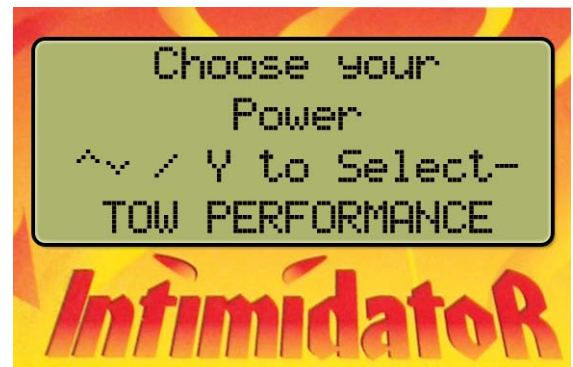 Choose your
Power
^⌄ / Y to Select-
TOW PERFORMANCE
IntimidatoR